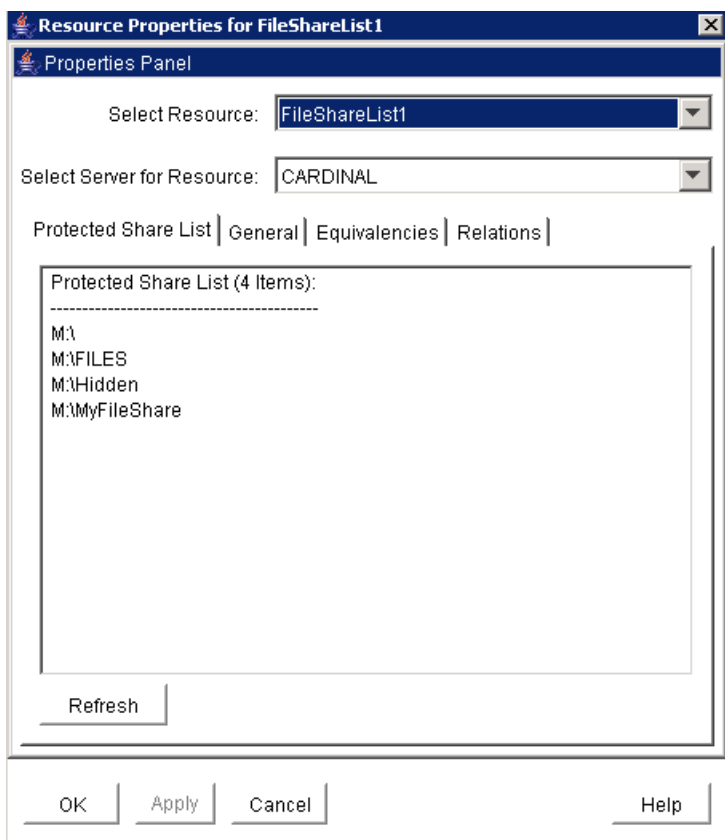 Resource Properties for FileShareList1
Properties Panel
Select Resource: FileShareList1
Select Server for Resource: CARDINAL
Protected Share List General Equivalencies Relations
Protected Share List (4 Items):
------------------------------------------
M:\
M:\FILES
M:\Hidden
M:\MyFileShare
Refresh
OK Apply Cancel Help